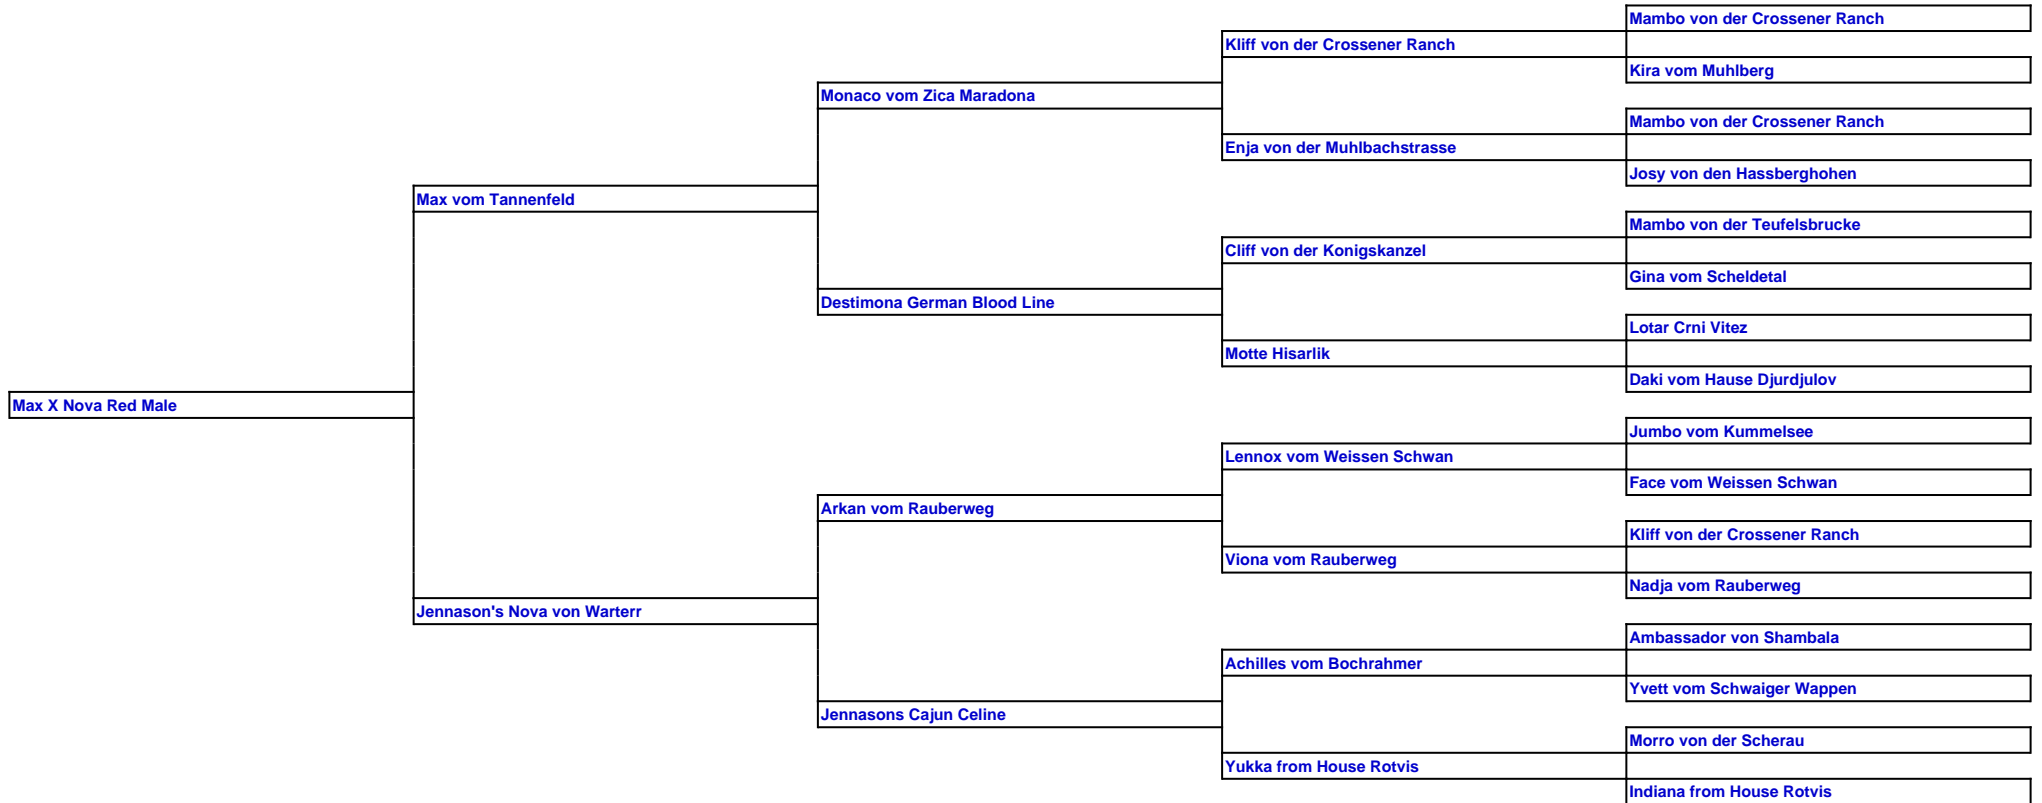 Mambo von der Crossener Ranch
Kliff von der Crossener Ranch
Kira vom Muhlberg
Monaco vom Zica Maradona
Mambo von der Crossener Ranch
Enja von der Muhlbachstrasse
Josy von den Hassberghohen
Max vom Tannenfeld
Mambo von der Teufelsbrucke
Cliff von der Konigskanzel
Gina vom Scheldetal
Destimona German Blood Line
Lotar Crni Vitez
Motte Hisarlik
Daki vom Hause Djurdjulov
Max X Nova Red Male
Jumbo vom Kummelsee
Lennox vom Weissen Schwan
Face vom Weissen Schwan
Arkan vom Rauberweg
Kliff von der Crossener Ranch
Viona vom Rauberweg
Nadja vom Rauberweg
Jennason's Nova von Warterr
Ambassador von Shambala
Achilles vom Bochrahmer
Yvett vom Schwaiger Wappen
Jennasons Cajun Celine
Morro von der Scherau
Yukka from House Rotvis
Indiana from House Rotvis